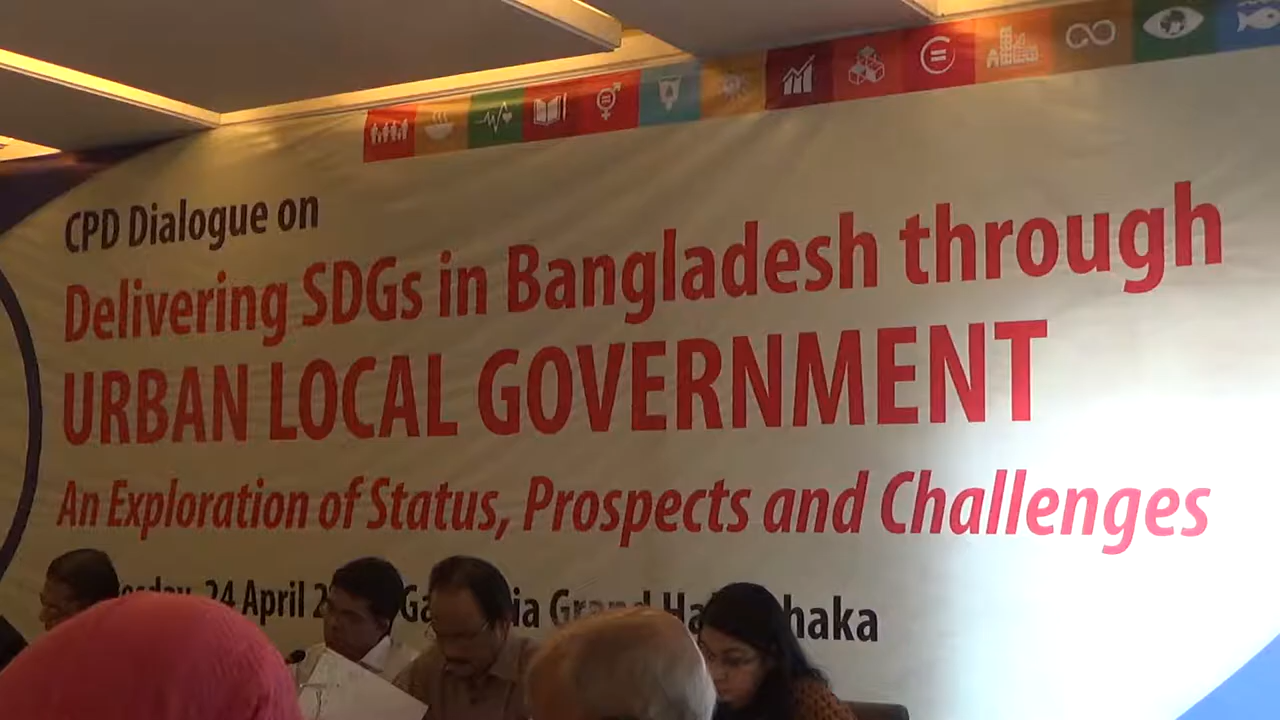 CPD Dialogue on
Delivering SDGs in Bangladesh through
URBAN LOCAL GOVERNMENT
An Exploration of Status, Prospects and Challenges
24 April